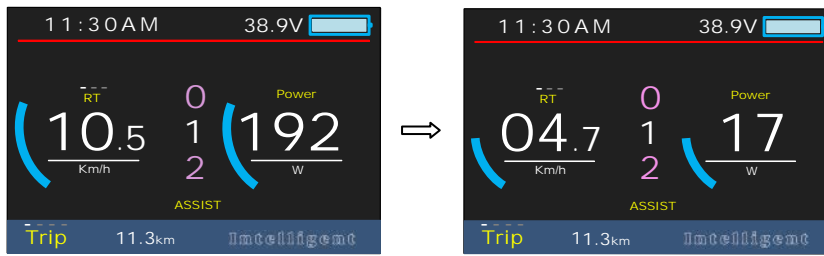 11:30AM 38.9V
RT 0 Power
10.5 1 192
Km/h 2 W
ASSIST
Trip 11.3km Intelligent
11:30AM 38.9V
RT 0 Power
04.7 1 17
Km/h 2 W
ASSIST
Trip 11.3km Intelligent